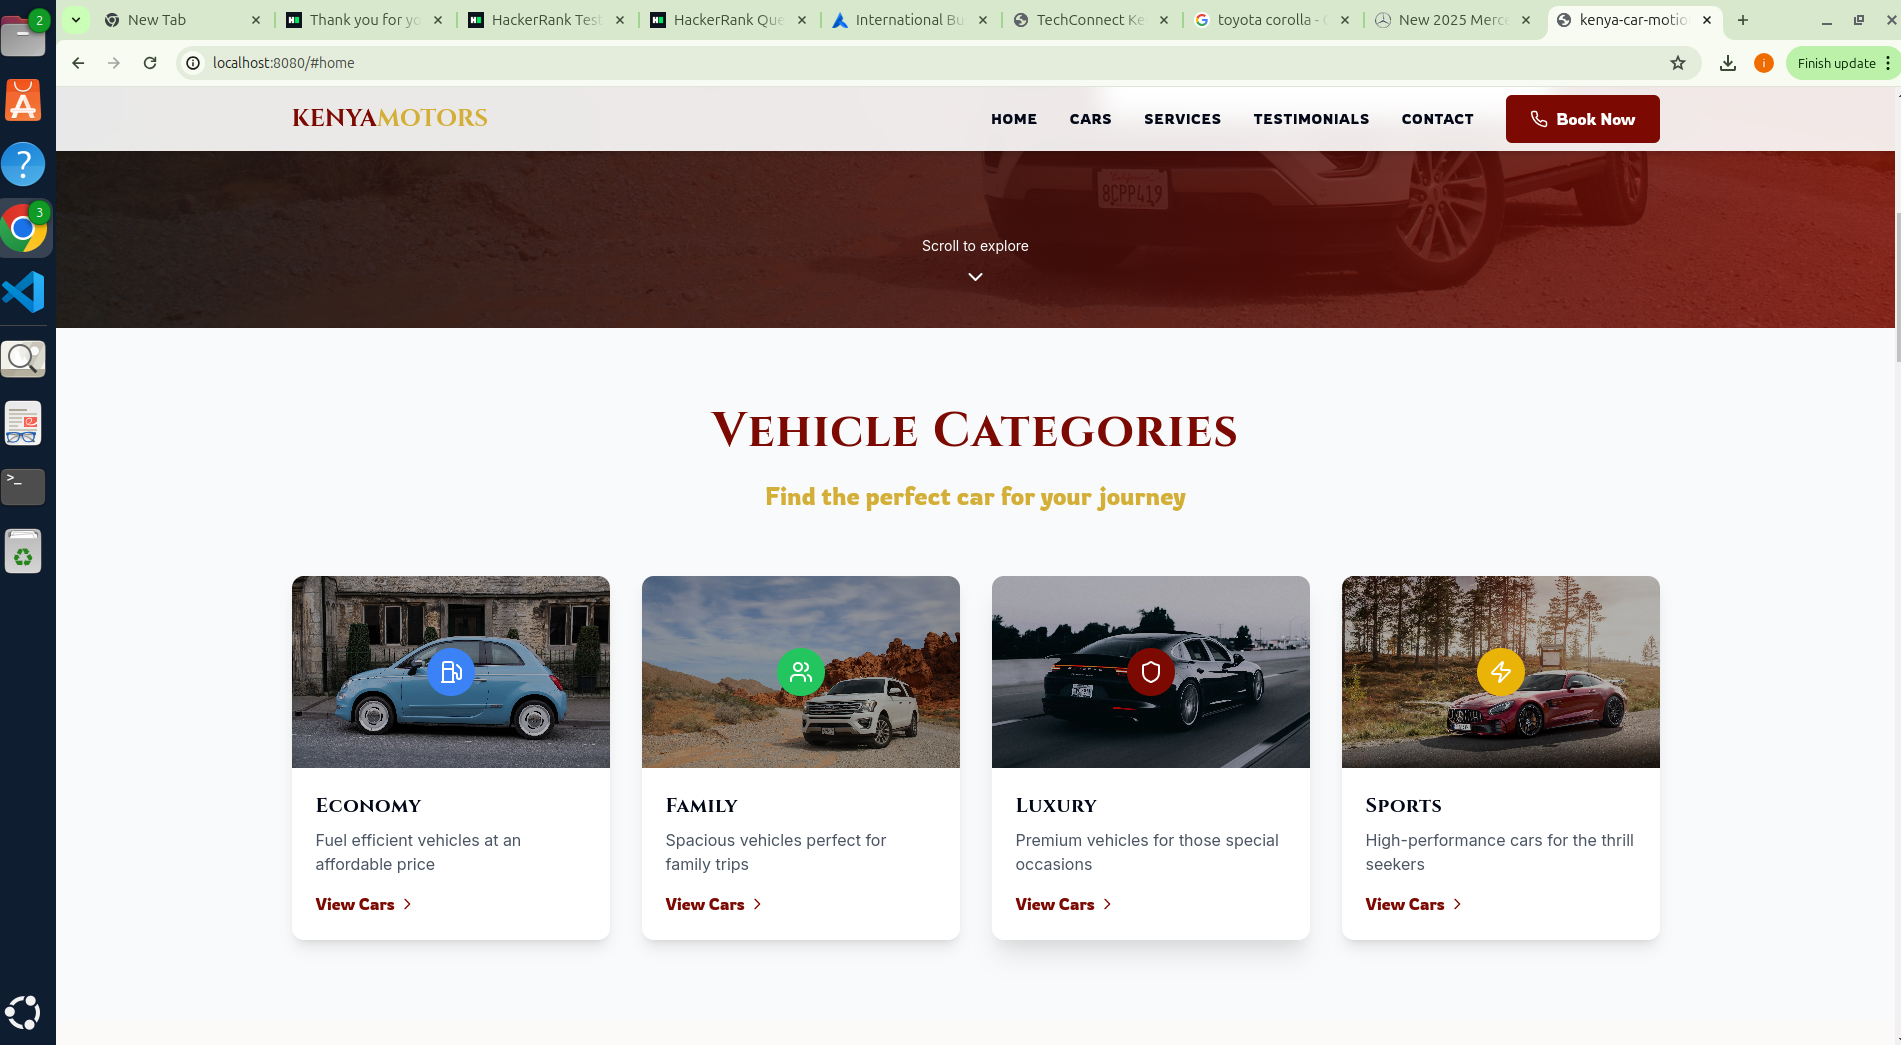 2
New Tab
Thank you for yo
HackerRank Test
HackerRank Que
International Bu
TechConnect Ke
toyota corolla -
New 2025 Merce
kenya-car-motio
localhost:8080/#home
i
Finish update
3
KENYAMOTORS
HOME
CARS
SERVICES
TESTIMONIALS
CONTACT
Book Now
California
8CPP419
Scroll to explore
VEHICLE CATEGORIES
Find the perfect car for your journey
ECONOMY
Fuel efficient vehicles at an
affordable price
View Cars
FAMILY
Spacious vehicles perfect for
family trips
View Cars
LUXURY
Premium vehicles for those special
occasions
View Cars
SPORTS
High-performance cars for the thrill
seekers
View Cars